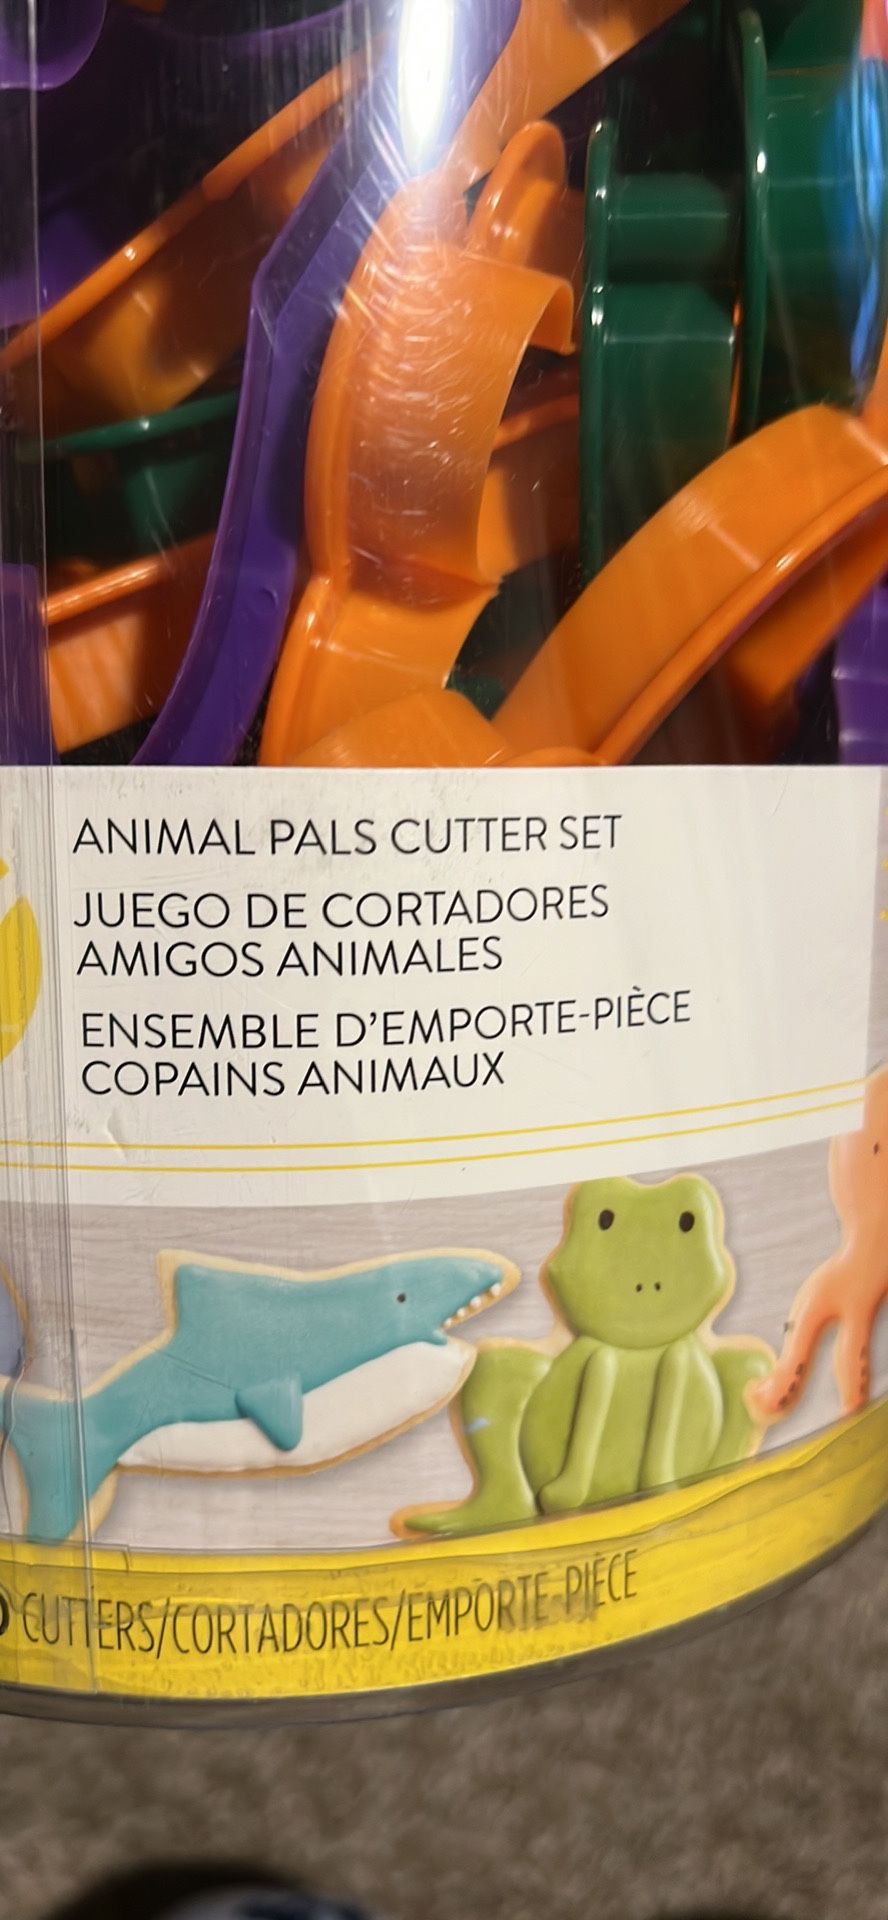 ANIMAL PALS CUTTER SET
JUEGO DE CORTADORES
AMIGOS ANIMALES
ENSEMBLE D'EMPORTE-PIÈCE
COPAINS ANIMAUX
CUTTERS/CORTADORES/EMPORTE-PIÈCE